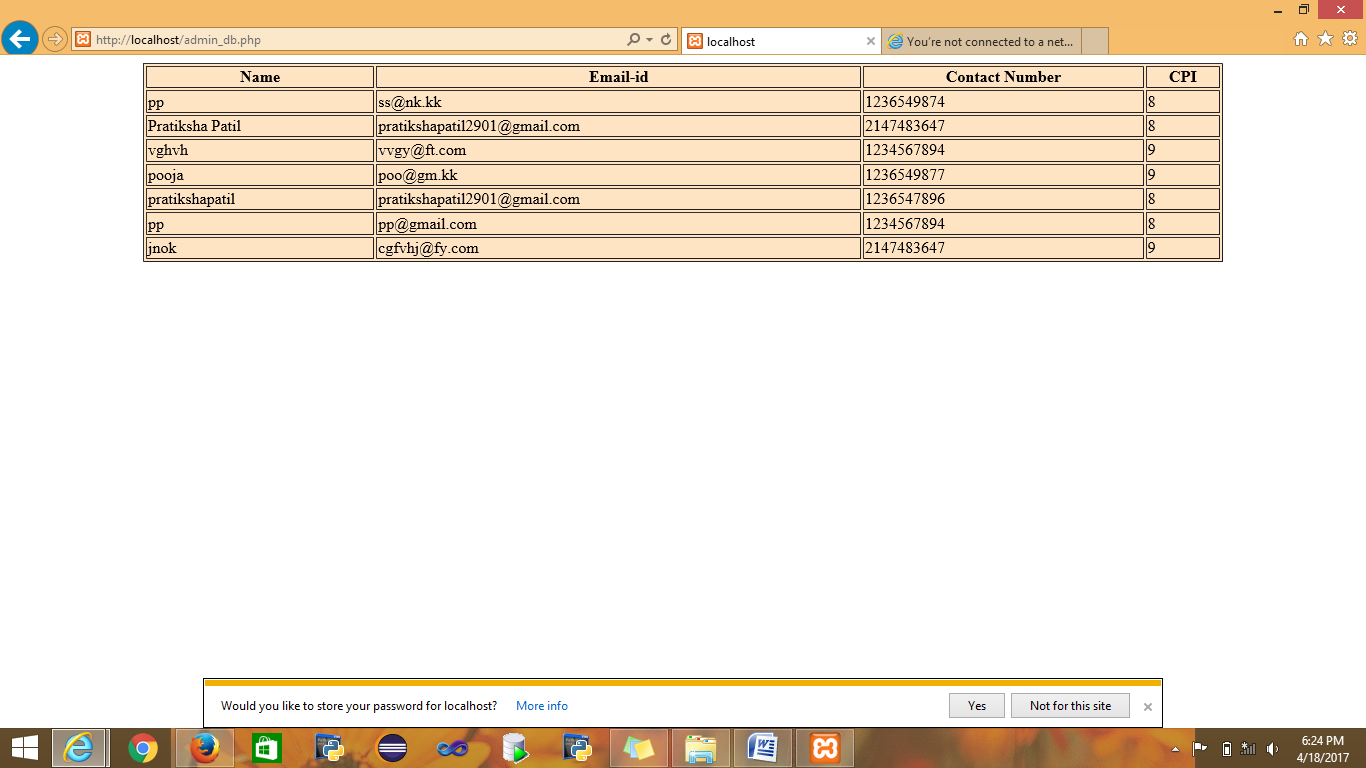 http://localhost/admin_db.php
localhost
You're not connected to a net...
Name Email-id Contact Number CPI
pp ss@nk.kk 1236549874 8
Pratiksha Patil pratikshapatil2901@gmail.com 2147483647 8
vghvh vvgy@ft.com 1234567894 9
pooja poo@gm.kk 1236549877 9
pratikshapatil pratikshapatil2901@gmail.com 1236547896 8
pp pp@gmail.com 1234567894 8
jnok cgfvhj@fy.com 2147483647 9
Would you like to store your password for localhost? More info Yes Not for this site
6:24 PM
4/18/2017